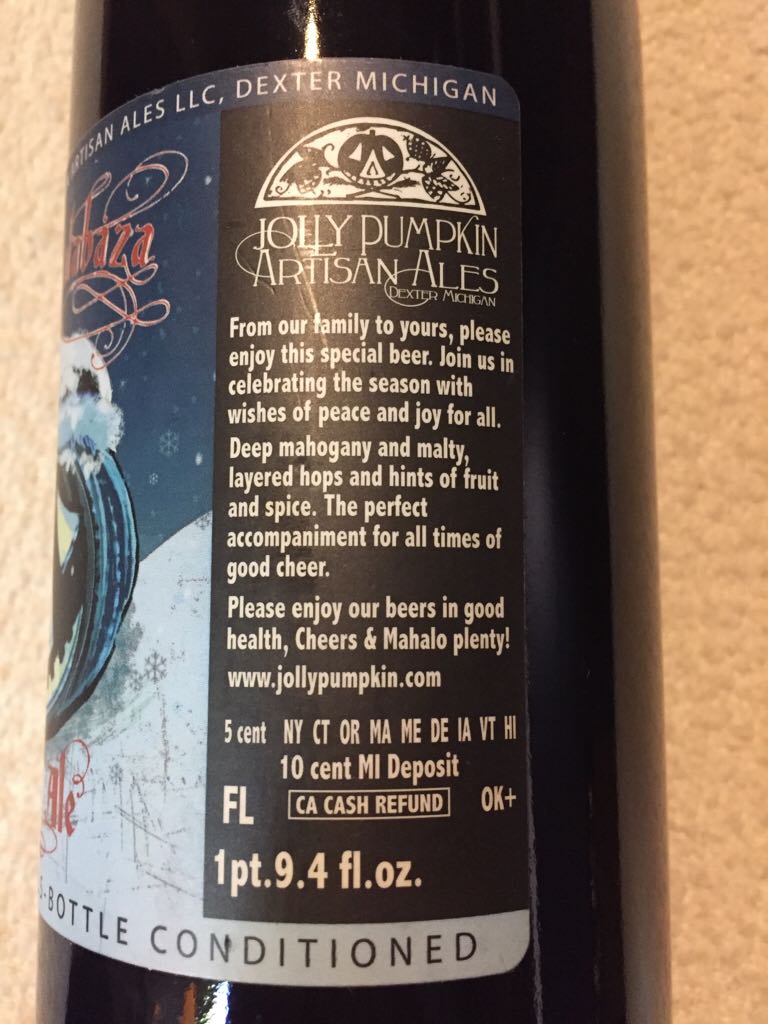 ARTISAN ALES LLC, DEXTER MICHIGAN
JOLLY PUMPKIN
ARTISAN ALES
DEXTER MICHIGAN
From our family to yours, please
enjoy this special beer. Join us in
celebrating the season with
wishes of peace and joy for all.
Deep mahogany and malty,
layered hops and hints of fruit
and spice. The perfect
accompaniment for all times of
good cheer.
Please enjoy our beers in good
health, Cheers & Mahalo plenty!
www.jollypumpkin.com
5 cent NY CT OR MA ME DE IA VT HI
10 cent MI Deposit
FL CA CASH REFUND OK+
1pt.9.4 fl.oz.
Ale
BOTTLE CONDITIONED